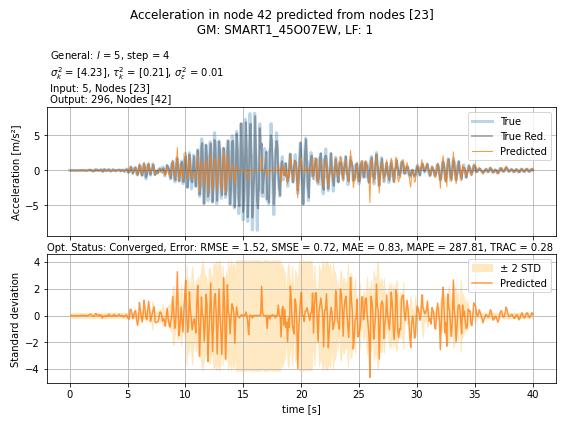 Acceleration in node 42 predicted from nodes [23]
GM: SMART1_45O07EW, LF: 1
General: l = 5, step = 4
σ²ₖ = [4.23], τ²ₖ = [0.21], σ²ε = 0.01
Input: 5, Nodes [23]
Output: 296, Nodes [42]
Acceleration [m/s²]
5
0
−5
True
True Red.
Predicted
Opt. Status: Converged, Error: RMSE = 1.52, SMSE = 0.72, MAE = 0.83, MAPE = 287.81, TRAC = 0.28
Standard deviation
4
2
0
−2
−4
± 2 STD
Predicted
0 5 10 15 20 25 30 35 40
time [s]